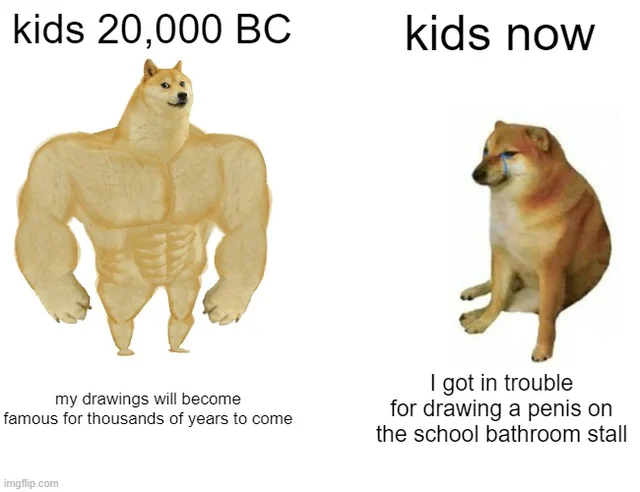 kids 20,000 BC
kids now
my drawings will become
famous for thousands of years to come
I got in trouble
for drawing a penis on
the school bathroom stall
imgflip.com